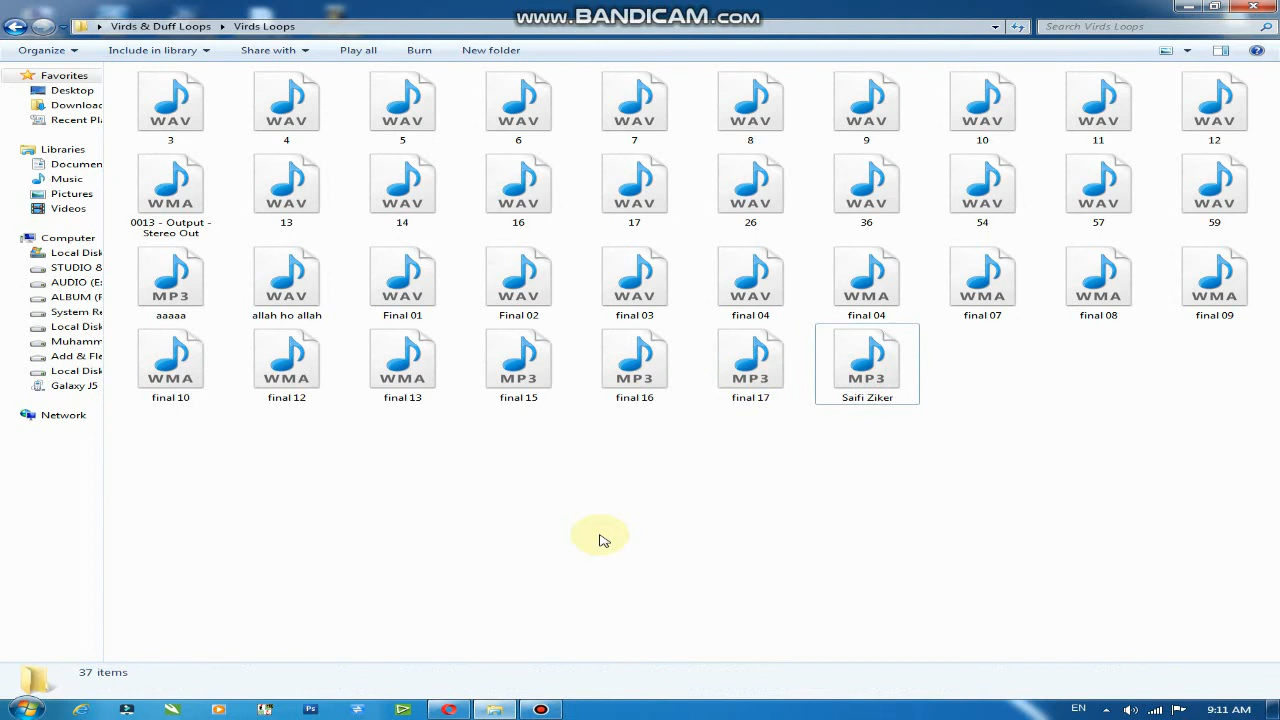 www.BANDICAM.com
Virds & Duff Loops Virds Loops
Search Virds Loops
Organize Include in library Share with Play all Burn New folder
Favorites
Desktop
Downloac
Recent Pl
Libraries
Documen
Music
Pictures
Videos
Computer
Local Disk
STUDIO &
AUDIO (E
ALBUM (F
System Re
Local Disk
Muhamm
Add & Fle
Local Disk
Galaxy J5
Network
WAV WAV WAV WAV WAV WAV WAV WAV WAV WAV
3 4 5 6 7 8 9 10 11 12
WMA WAV WAV WAV WAV WAV WAV WAV WAV WAV
0013 - Output - Stereo Out 13 14 16 17 26 36 54 57 59
MP3 WAV WAV WAV WAV WAV WMA WMA WMA WMA
aaaaa allah ho allah Final 01 Final 02 final 03 final 04 final 04 final 07 final 08 final 09
WMA WMA WMA MP3 MP3 MP3 MP3
final 10 final 12 final 13 final 15 final 16 final 17 Saifi Ziker
37 items
Ps
EN
9:11 AM